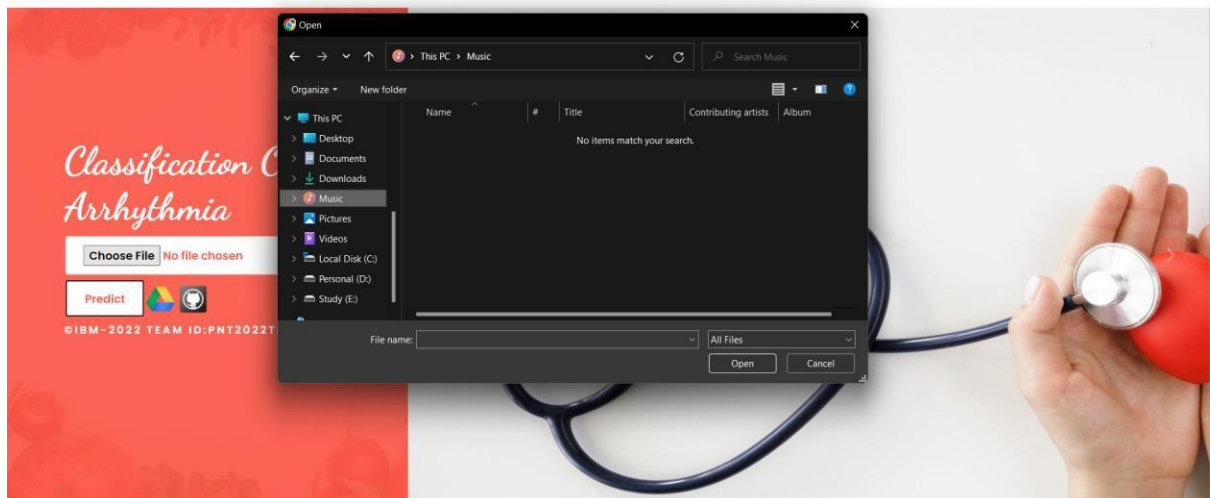 Open
This PC > Music
Search Music
Organize
New folder
Name
#
Title
Contributing artists
Album
This PC
Desktop
Documents
Downloads
Music
Pictures
Videos
Local Disk (C:)
Personal (D:)
Study (E:)
No items match your search.
File name:
All Files
Open
Cancel
Classification
Arrhythmia
Choose File No file chosen
Predict
©IBM-2022 TEAM ID:PNT2022T